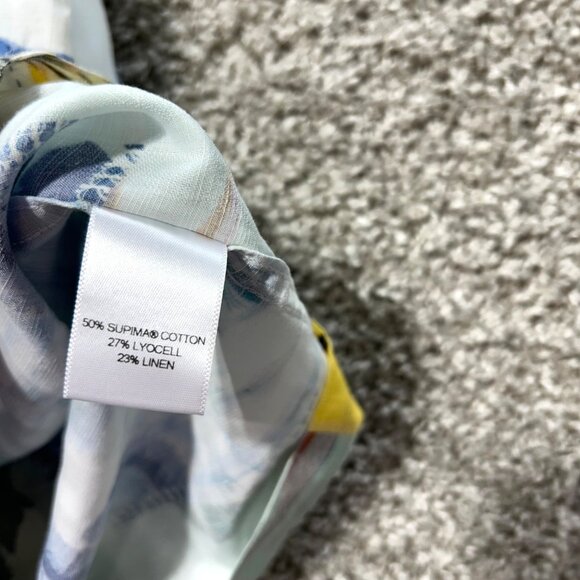 50% SUPIMA® COTTON
27% LYOCELL
23% LINEN